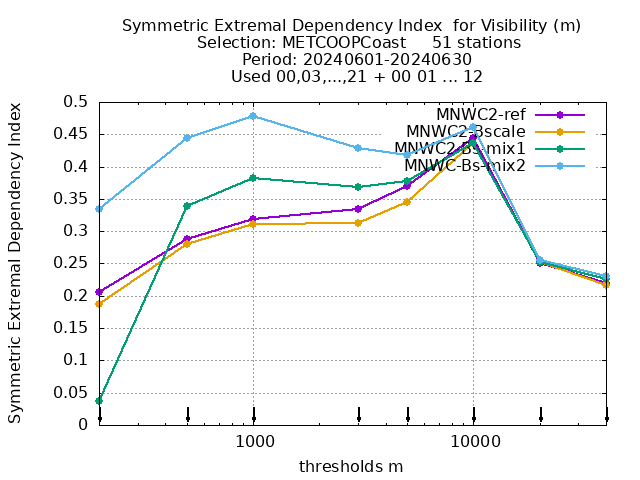 Symmetric Extremal Dependency Index  for Visibility (m)
Selection: METCOOPCoast     51 stations
Period: 20240601-20240630
Used 00,03,...,21 + 00 01 ... 12
Symmetric Extremal Dependency Index
0.5
0.45
0.4
0.35
0.3
0.25
0.2
0.15
0.1
0.05
0
MNWC2-ref
MNWC2-Bscale
MNWC2-Bs-mix1
MNWC-Bs-mix2
1000
10000
thresholds m